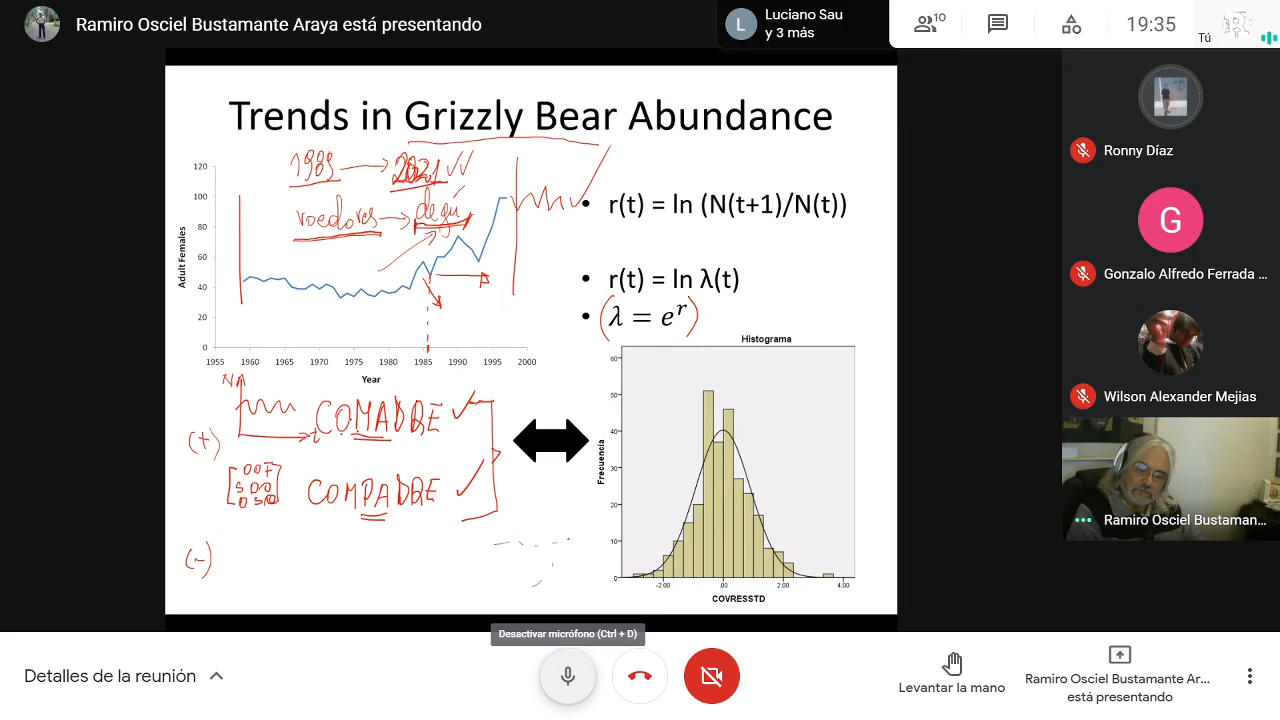 Ramiro Osciel Bustamante Araya está presentando
L
Luciano Sau
y 3 más
10
19:35
Tú
Trends in Grizzly Bear Abundance
1989 → 2021
roedores → degú
120
100
80
60
40
20
0
Adult Females
1955 1960 1965 1970 1975 1980 1985 1990 1995 2000
Year
• r(t) = ln (N(t+1)/N(t))
• r(t) = ln λ(t)
• (λ = eʳ)
N
t
(+)
COMADRE ✓
COMPADRE ✓
(-)
Histograma
60
50
40
30
20
10
0
Frecuencia
-2.00 .00 2.00 4.00
COVRESSTD
Ronny Díaz
G
Gonzalo Alfredo Ferrada ...
Wilson Alexander Mejias
Ramiro Osciel Bustaman...
Desactivar micrófono (Ctrl + D)
Detalles de la reunión
Levantar la mano
Ramiro Osciel Bustamante Ar...
está presentando